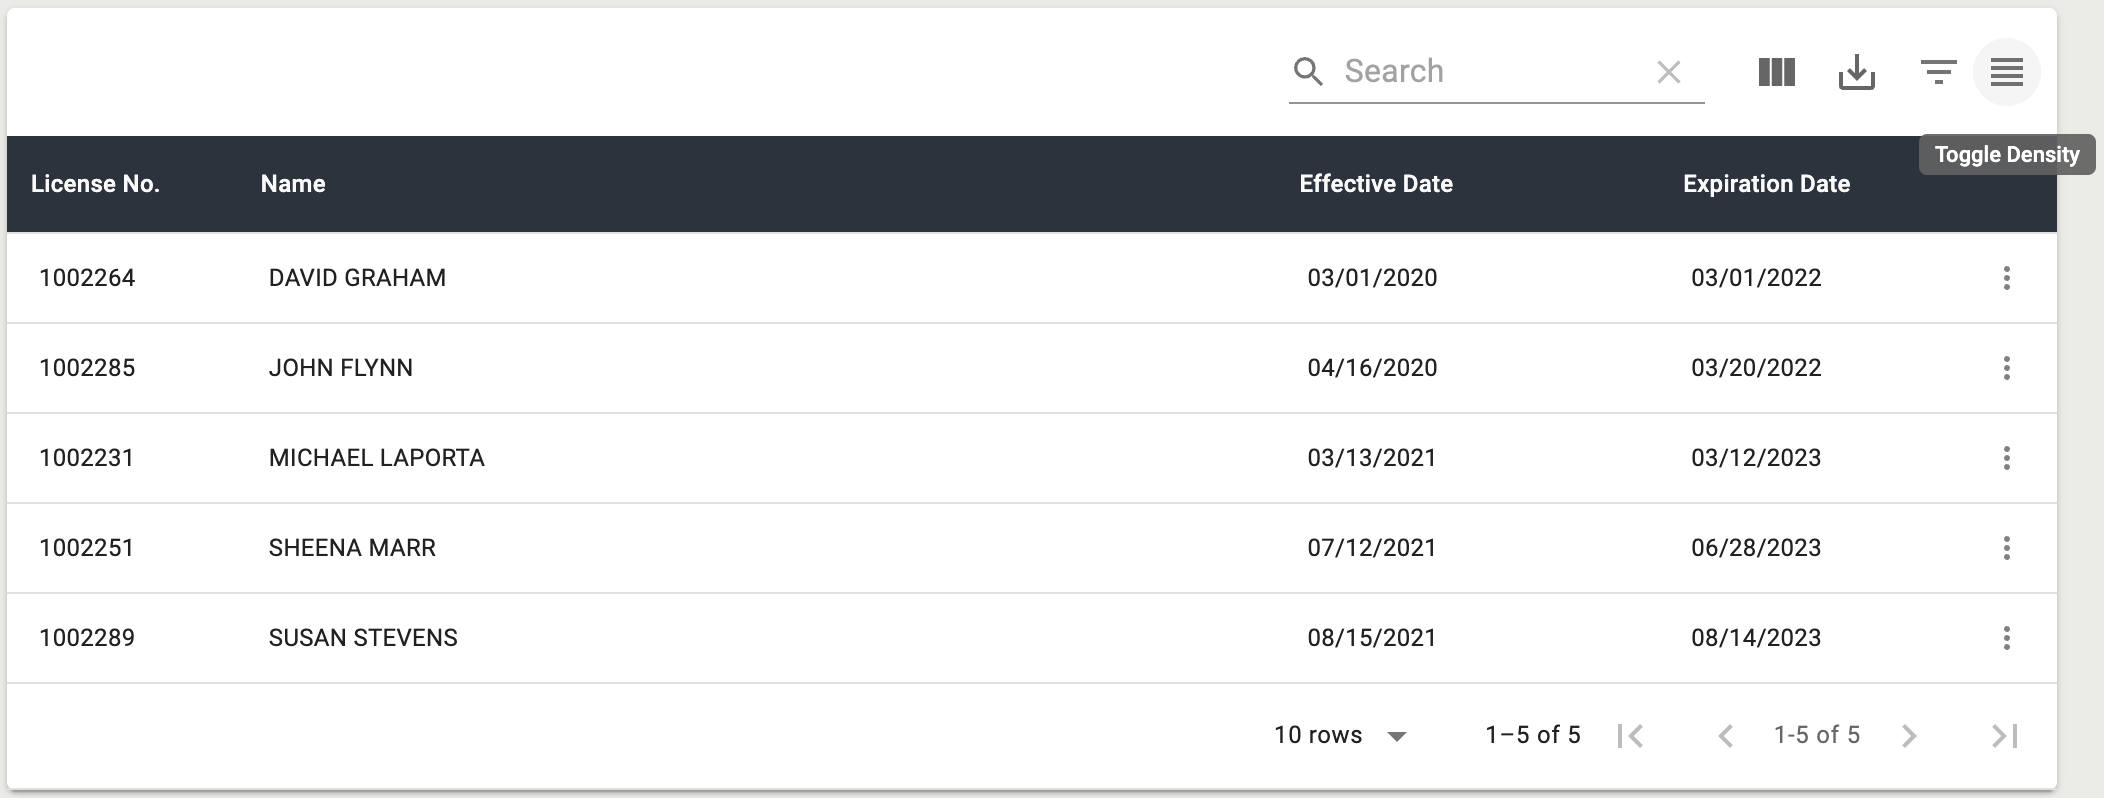 Search
Toggle Density
License No. Name Effective Date Expiration Date
1002264 DAVID GRAHAM 03/01/2020 03/01/2022
1002285 JOHN FLYNN 04/16/2020 03/20/2022
1002231 MICHAEL LAPORTA 03/13/2021 03/12/2023
1002251 SHEENA MARR 07/12/2021 06/28/2023
1002289 SUSAN STEVENS 08/15/2021 08/14/2023
10 rows 1–5 of 5 1-5 of 5